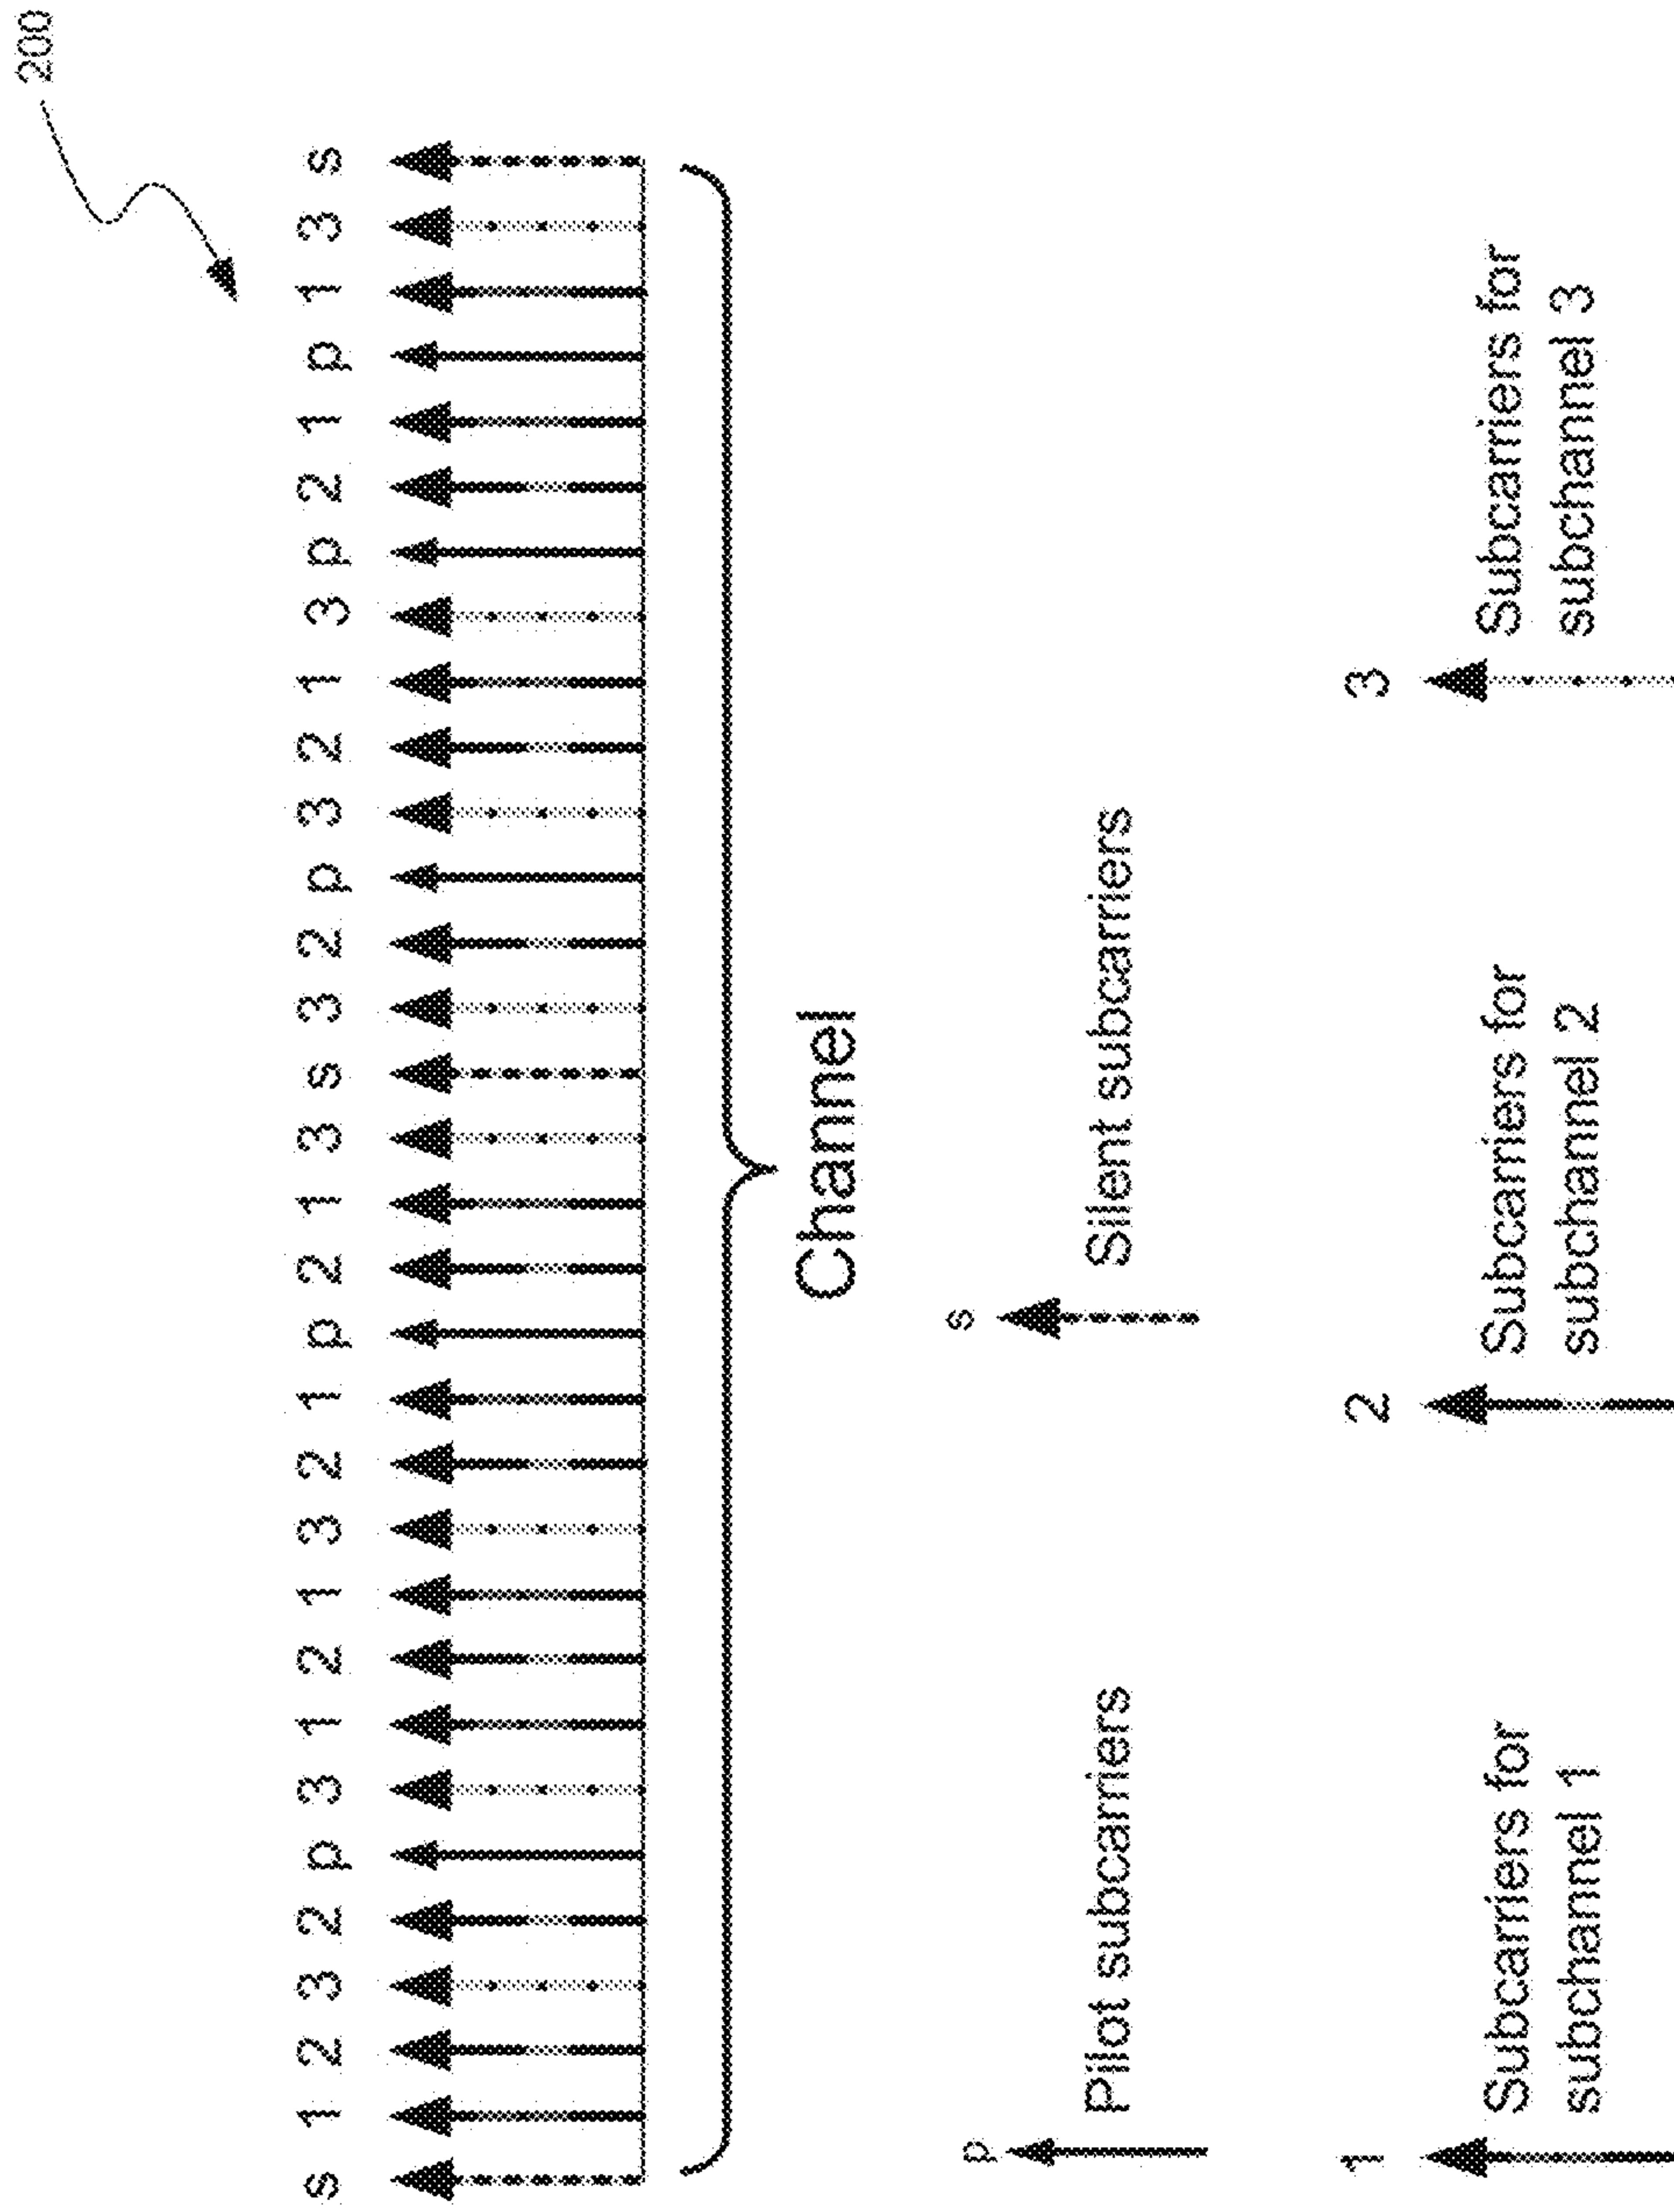 200
s 1 2 3 2 p 3 1 2 1 3 2 1 p 2 1 3 s 3 2 p 3 2 1 3 p 2 1 p 1 3 s
Channel
p
Pilot subcarriers
s
Silent subcarriers
1
Subcarriers for
subchannel 1
2
Subcarriers for
subchannel 2
3
Subcarriers for
subchannel 3